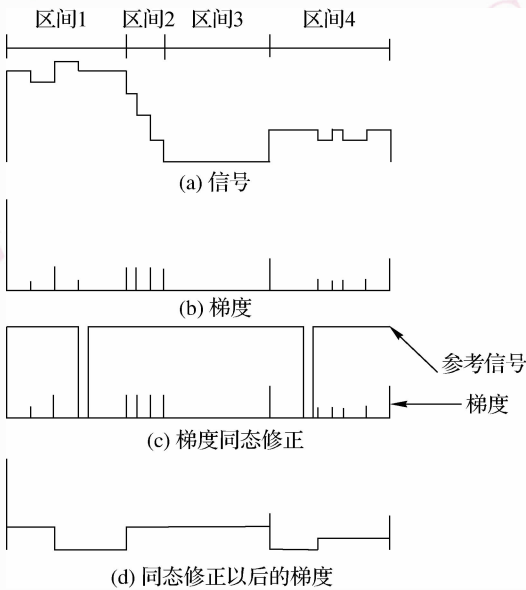 区间1 区间2 区间3 区间4
(a) 信号
(b) 梯度
参考信号
梯度
(c) 梯度同态修正
(d) 同态修正以后的梯度